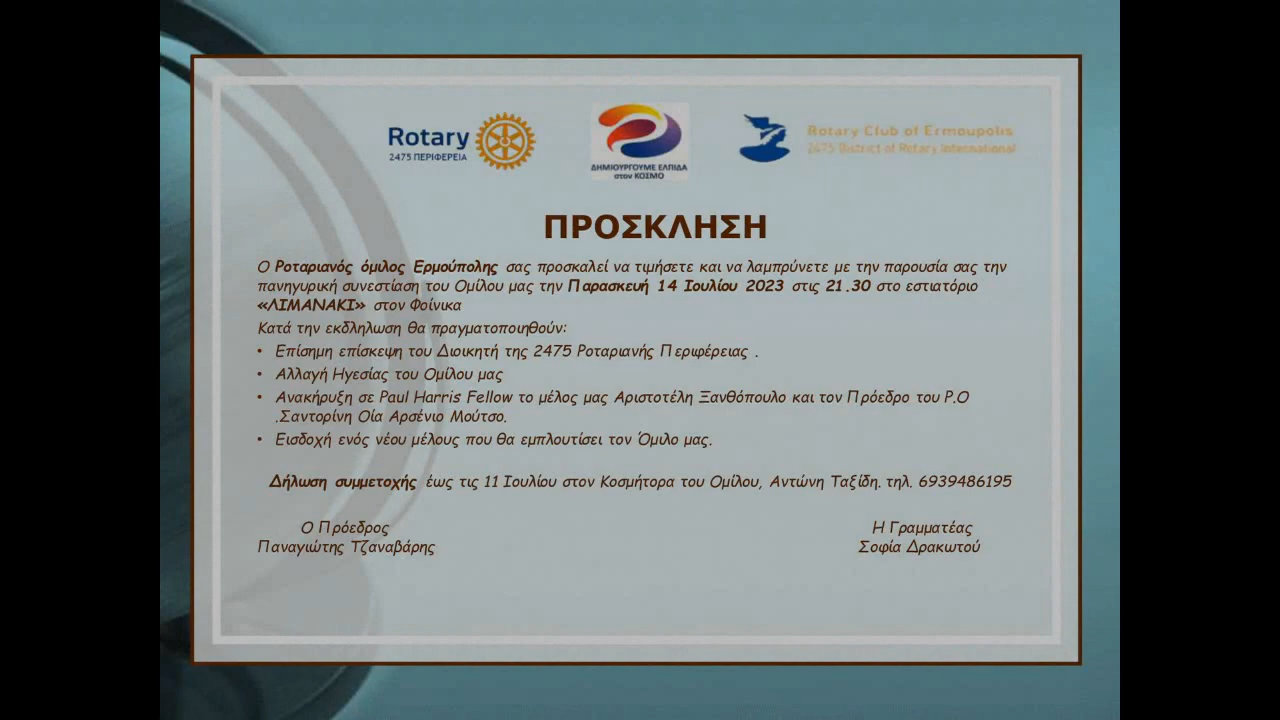 Rotary
2475 ΠΕΡΙΦΕΡΕΙΑ
ΔΗΜΙΟΥΡΓΟΥΜΕ ΕΛΠΙΔΑ
στον ΚΟΣΜΟ
Rotary Club of Ermoupolis
2475 District of Rotary International
ΠΡΟΣΚΛΗΣΗ
Ο Ροταριανός όμιλος Ερμούπολης σας προσκαλεί να τιμήσετε και να λαμπρύνετε με την παρουσία σας την
πανηγυρική συνεστίαση του Ομίλου μας την Παρασκευή 14 Ιουλίου 2023 στις 21.30 στο εστιατόριο
«ΛΙΜΑΝΑΚΙ» στον Φοίνικα
Κατά την εκδληλωση θα πραγματοποιηθούν:
• Επίσημη επίσκεψη του Διοικητή της 2475 Ροταριανής Περιφέρειας .
• Αλλαγή Ηγεσίας του Ομίλου μας
• Ανακήρυξη σε Paul Harris Fellow το μέλος μας Αριστοτέλη Ξανθόπουλο και τον Πρόεδρο του Ρ.Ο
.Σαντορίνη Οία Αρσένιο Μούτσο.
• Εισδοχή ενός νέου μέλους που θα εμπλουτίσει τον Όμιλο μας.
Δήλωση συμμετοχής έως τις 11 Ιουλίου στον Κοσμήτορα του Ομίλου, Αντώνη Ταξίδη. τηλ. 6939486195
Ο Πρόεδρος
Παναγιώτης Τζαναβάρης
Η Γραμματέας
Σοφία Δρακωτού